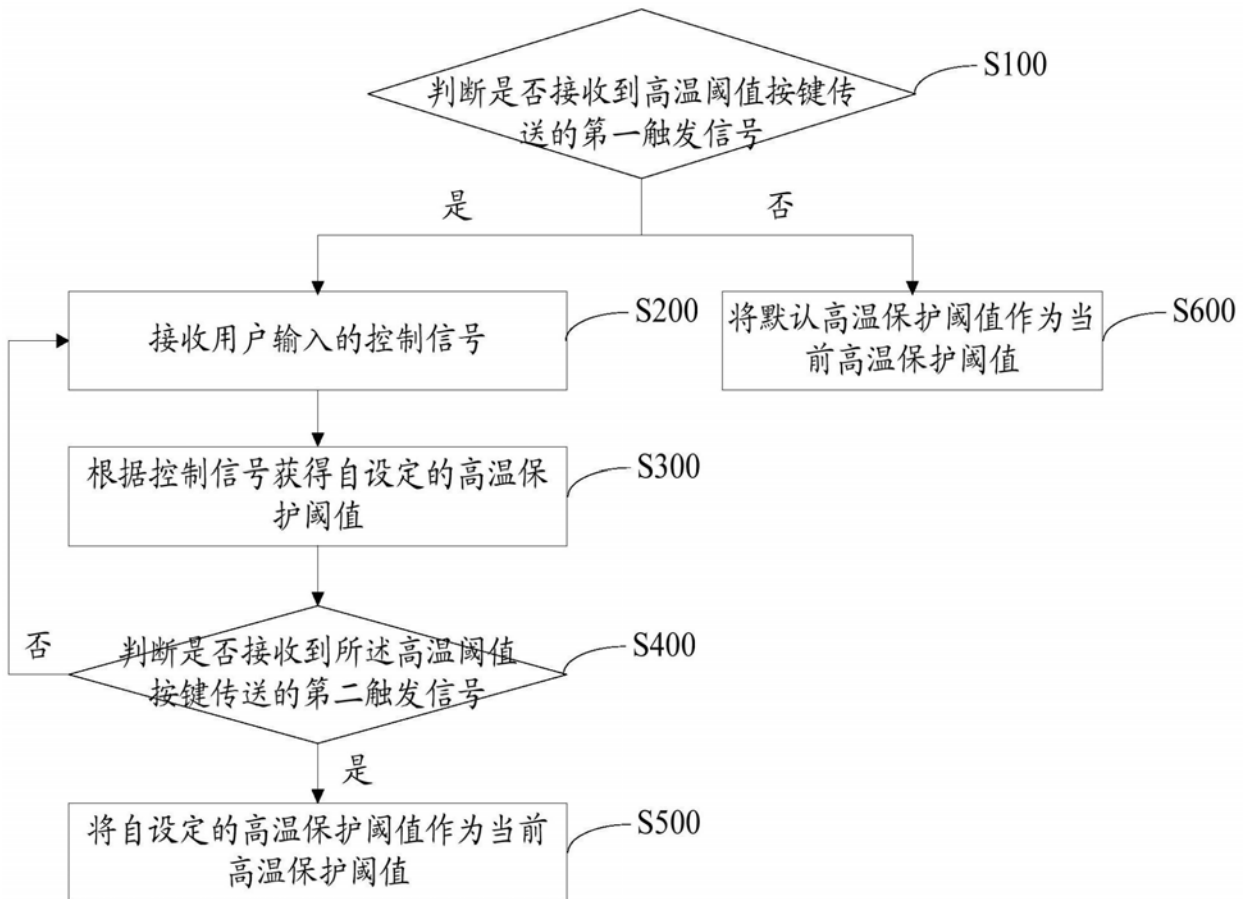 判断是否接收到高温阈值按键传
送的第一触发信号
S100
是
否
接收用户输入的控制信号
S200
将默认高温保护阈值作为当
前高温保护阈值
S600
根据控制信号获得自设定的高温保
护阈值
S300
否
判断是否接收到所述高温阈值
按键传送的第二触发信号
S400
是
将自设定的高温保护阈值作为当前
高温保护阈值
S500